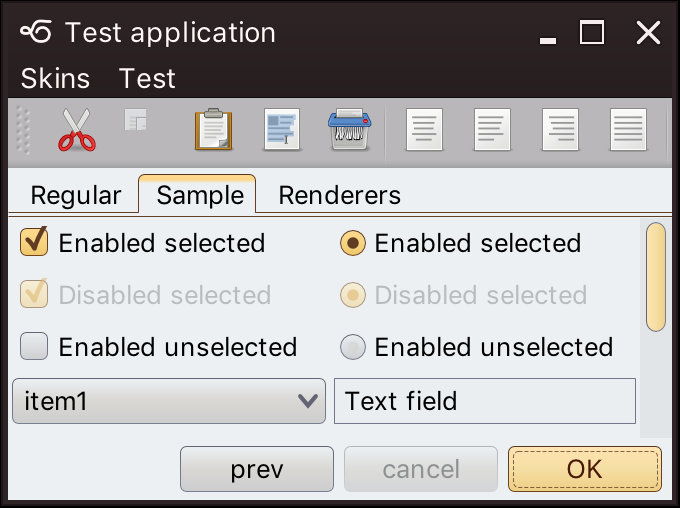 Test application
Skins Test
Regular Sample Renderers
Enabled selected Enabled selected
Disabled selected Disabled selected
Enabled unselected Enabled unselected
item1 Text field
prev cancel OK